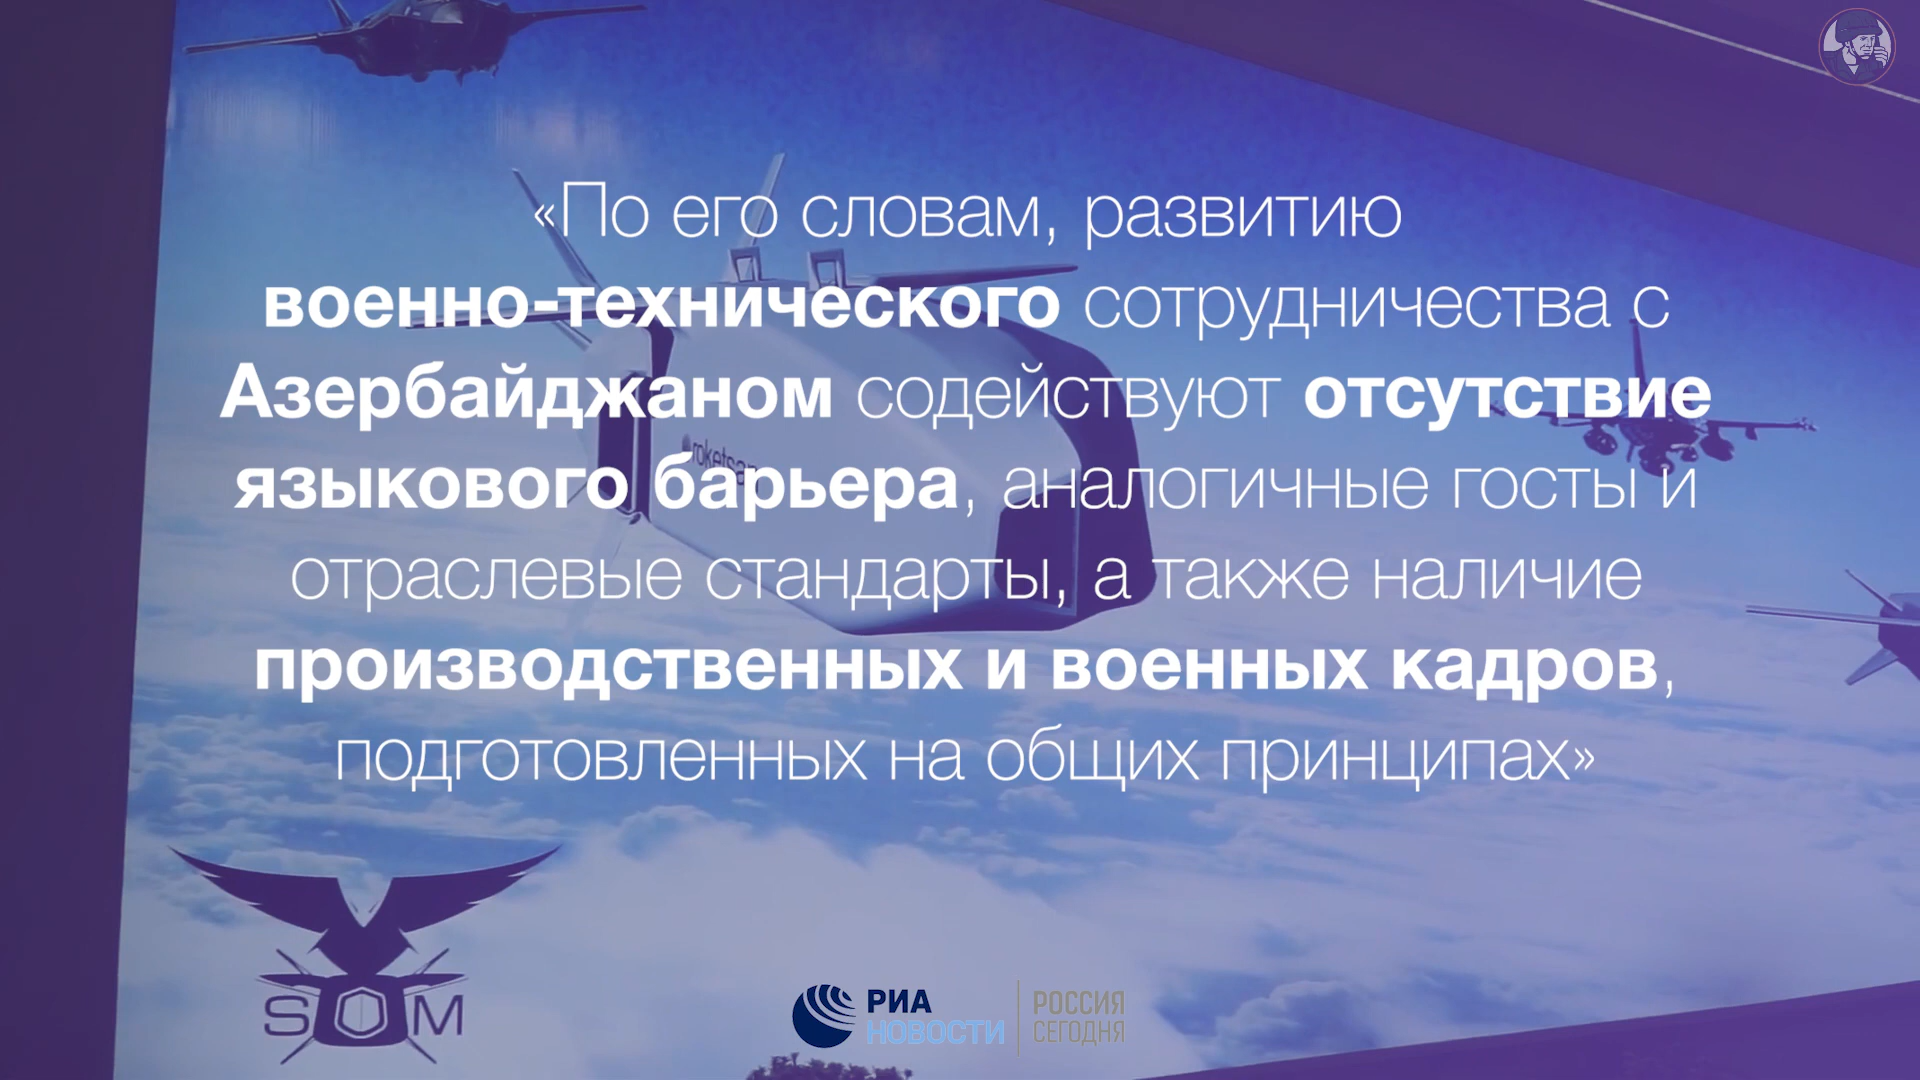 «По его словам, развитию
военно-технического сотрудничества с
Азербайджаном содействуют отсутствие
языкового барьера, аналогичные госты и
отраслевые стандарты, а также наличие
производственных и военных кадров,
подготовленных на общих принципах»
roketsan
SOM
РИА
НОВОСТИ
РОССИЯ
СЕГОДНЯ